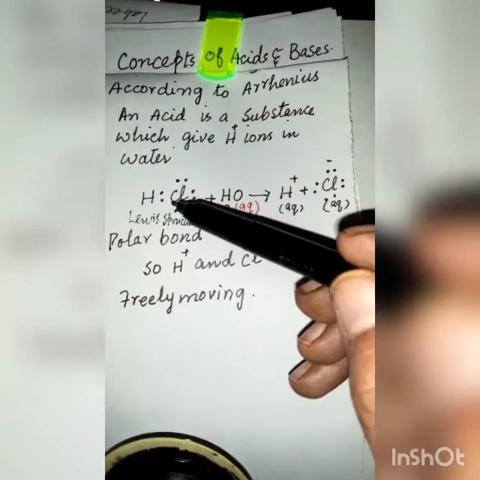 Concepts of Acids & Bases.
According to Arrhenius
An Acid is a Substance
which give H+ ions in
water
H : Cl : + HO → H+ + : Cl :-
(aq) (aq) (aq)
Lewis
Polar bond
So H+ and Cl
Freely moving.
InShOt